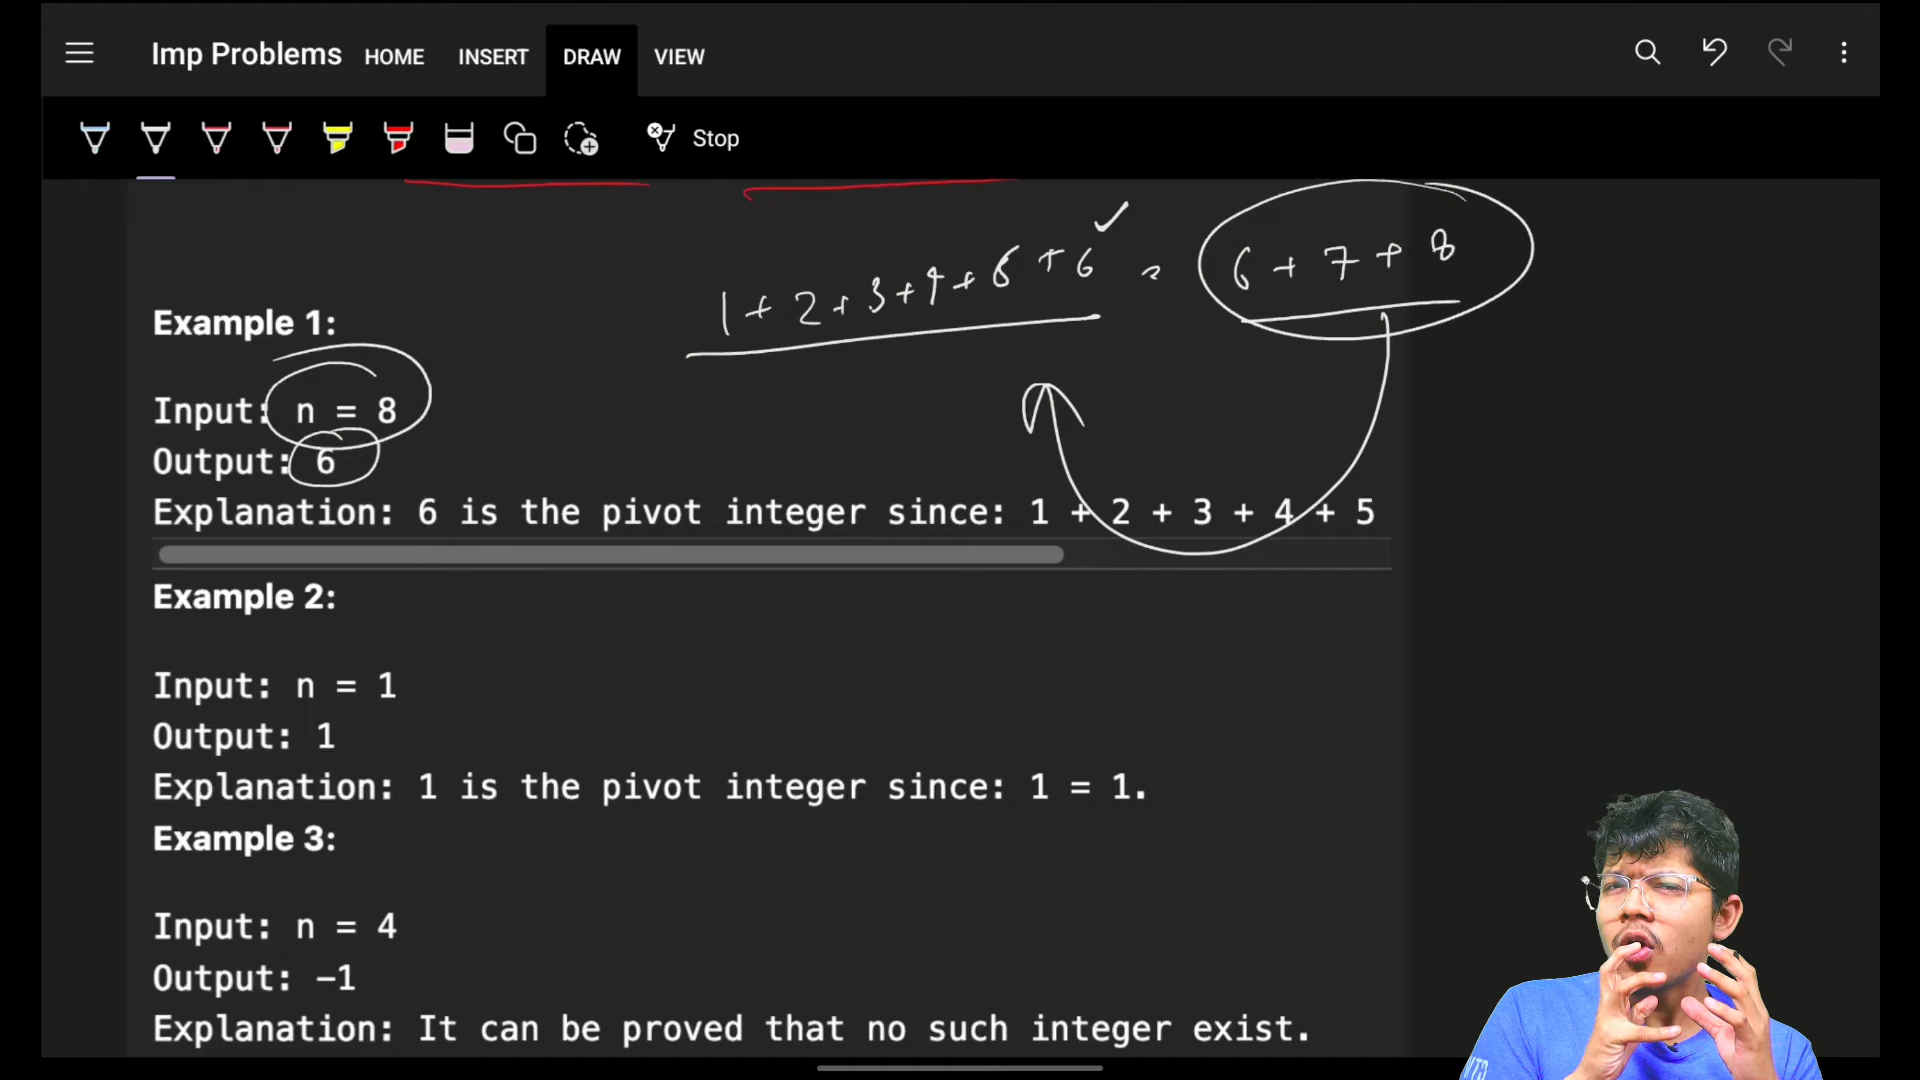 Imp Problems HOME INSERT DRAW VIEW
Stop
1 + 2 + 3 + 4 + 5 + 6 = 6 + 7 + 8
Example 1:
Input: n = 8
Output: 6
Explanation: 6 is the pivot integer since: 1 + 2 + 3 + 4 + 5
Example 2:
Input: n = 1
Output: 1
Explanation: 1 is the pivot integer since: 1 = 1.
Example 3:
Input: n = 4
Output: -1
Explanation: It can be proved that no such integer exist.